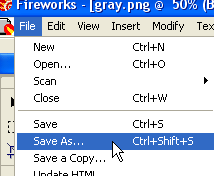 Fireworks - [gray.png @ 50% (B
File Edit View Insert Modify
New Ctrl+N
Open... Ctrl+O
Scan
Close Ctrl+W
Save Ctrl+S
Save As... Ctrl+Shift+S
Save a Copy...
Update HTML